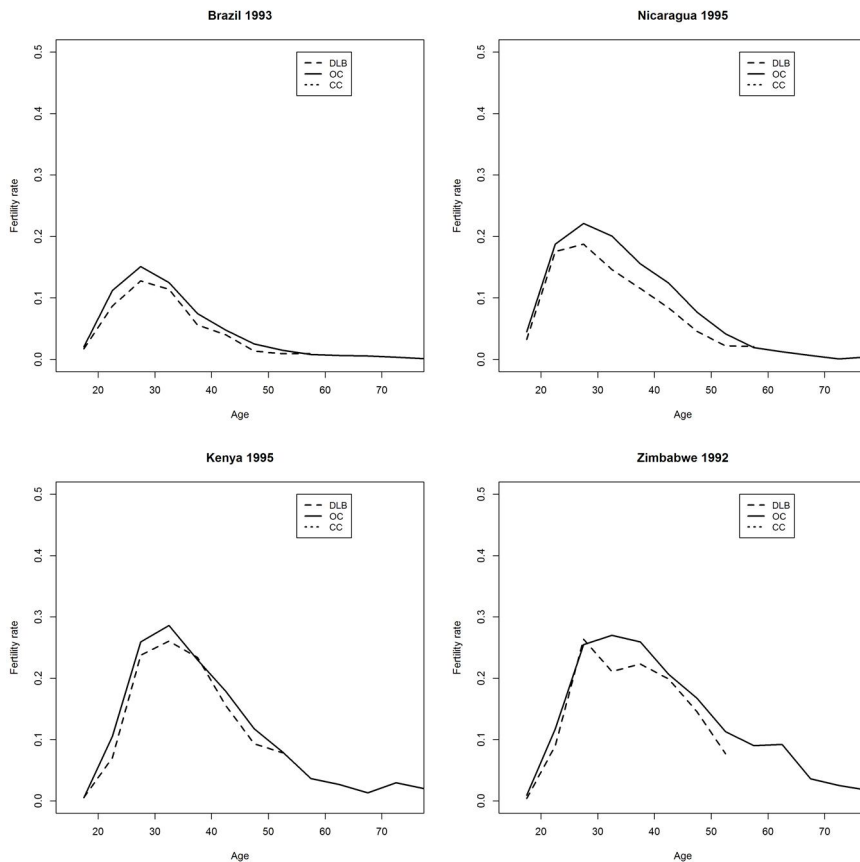 Brazil 1993
Fertility rate
0.5
0.4
0.3
0.2
0.1
0.0
DLB
OC
CC
20 30 40 50 60 70
Age
Nicaragua 1995
Fertility rate
0.5
0.4
0.3
0.2
0.1
0.0
DLB
OC
CC
20 30 40 50 60 70
Age
Kenya 1995
Fertility rate
0.5
0.4
0.3
0.2
0.1
0.0
DLB
OC
CC
20 30 40 50 60 70
Age
Zimbabwe 1992
Fertility rate
0.5
0.4
0.3
0.2
0.1
0.0
DLB
OC
CC
20 30 40 50 60 70
Age